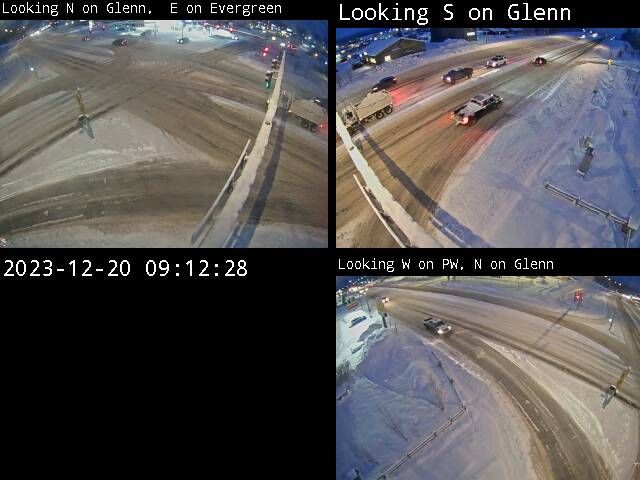 Looking N on Glenn,  E on Evergreen
Looking S on Glenn
2023-12-20 09:12:28
Looking W on PW, N on Glenn